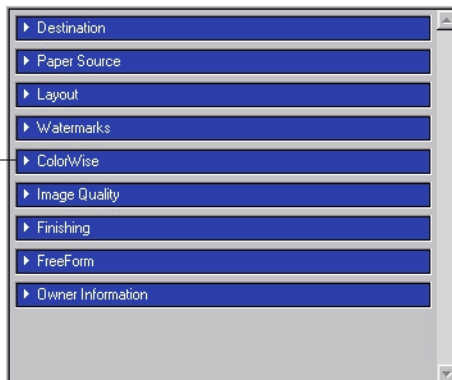 Destination
Paper Source
Layout
Watermarks
ColorWise
Image Quality
Finishing
FreeForm
Owner Information